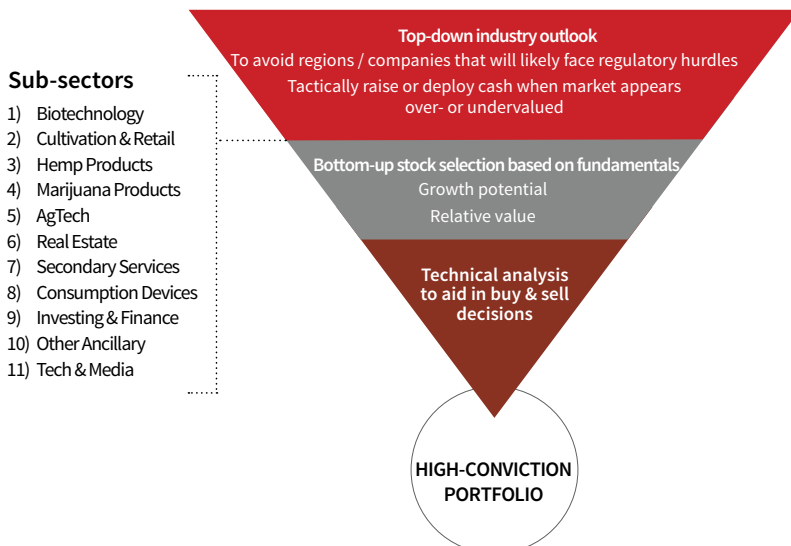 Sub-sectors
1) Biotechnology
2) Cultivation & Retail
3) Hemp Products
4) Marijuana Products
5) AgTech
6) Real Estate
7) Secondary Services
8) Consumption Devices
9) Investing & Finance
10) Other Ancillary
11) Tech & Media
Top-down industry outlook
To avoid regions / companies that will likely face regulatory hurdles
Tactically raise or deploy cash when market appears
over- or undervalued
Bottom-up stock selection based on fundamentals
Growth potential
Relative value
Technical analysis
to aid in buy & sell
decisions
HIGH-CONVICTION
PORTFOLIO